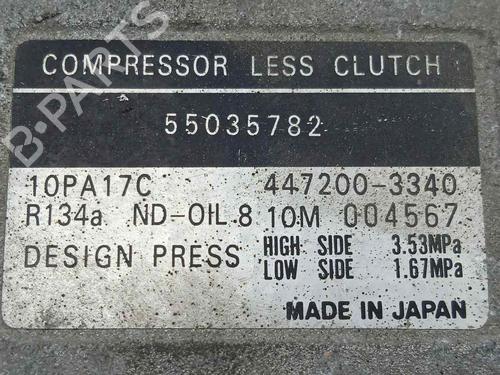 COMPRESSOR LESS CLUTCH
55035782
10PA17C 447200-3340
R134a ND-OIL 8 10M 004567
DESIGN PRESS HIGH SIDE 3.53MPa
LOW SIDE 1.67MPa
MADE IN JAPAN
B-PARTS